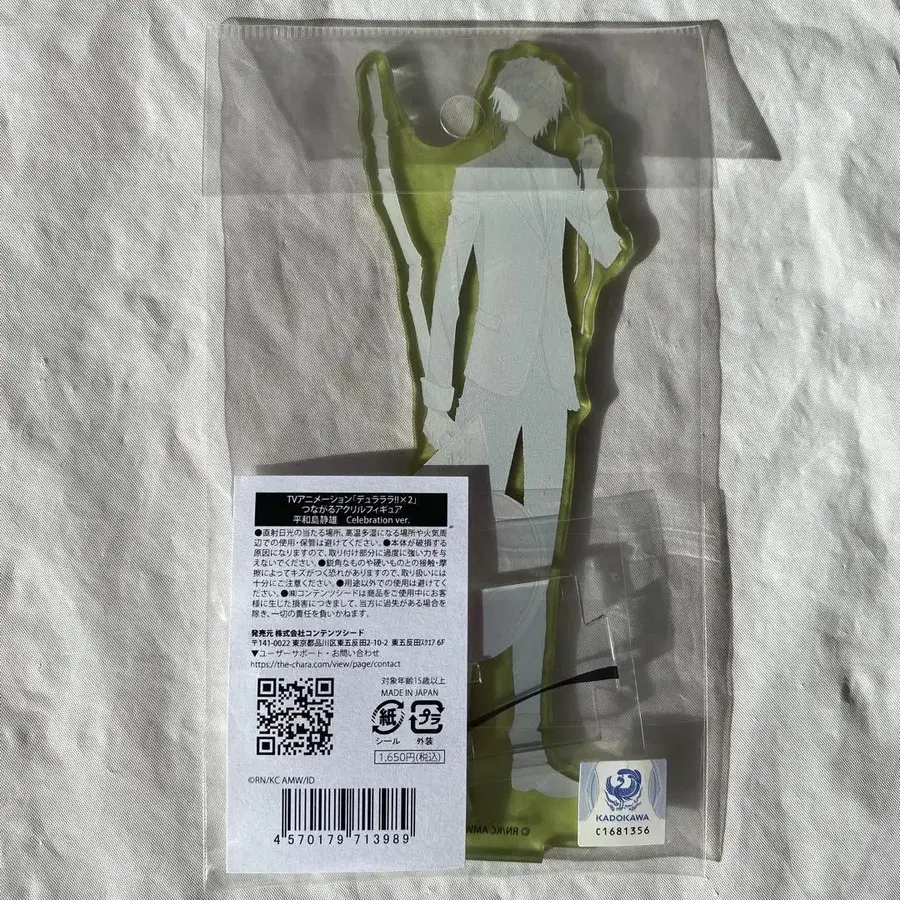 TVアニメーション「デュラララ!!×2」
つながるアクリルフィギュア
平和島静雄 Celebration ver.
●直射日光の当たる場所、高温多湿になる場所や火気周
辺での使用・保管は避けてください。●本体が破損する
原因になりますので、取り付け部分に過度に強い力を与
えないでください。●鋭角なものや硬いものとの接触・摩
擦によってキズがつく恐れがありますので、取り扱いには
十分にご注意ください。●用途以外での使用は避けてくだ
さい。●㈱コンテンツシードは商品をご使用中にお客
様に生じた損害につきまして、当方に過失がある場合を
除き、一切の責任を負いかねます。
発売元 株式会社コンテンツシード
〒141-0022 東京都品川区東五反田2-10-2 東五反田ｽｸｴｱ 6F
▼ユーザーサポート・お問い合わせ
https://the-chara.com/view/page/contact
対象年齢15歳以上
MADE IN JAPAN
紙 プラ
シール 外装
1,650円(税込)
©RN/KC AMW/ID
4 570179 713989
© RN/KC AMW
KADOKAWA
C1681356